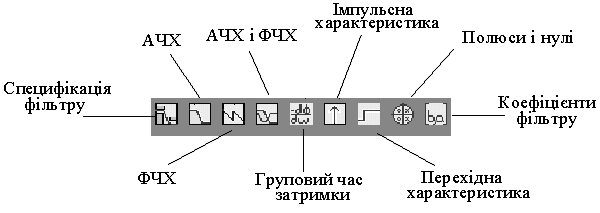 Імпульсна
характеристика
АЧХ
АЧХ і ФЧХ
Полюси і нулі
Специфікація
фільтру
Коефіцієнти
фільтру
ФЧХ
Груповий час
затримки
Перехідна
характеристика